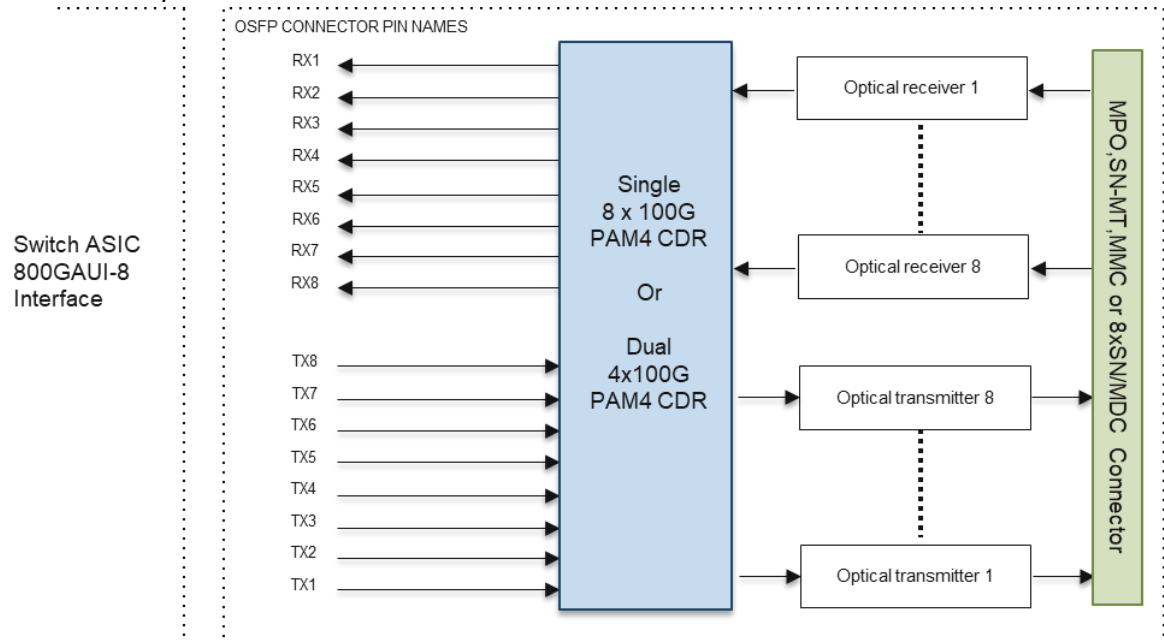 OSFP CONNECTOR PIN NAMES
RX1
RX2
RX3
RX4
RX5
RX6
RX7
RX8
TX8
TX7
TX6
TX5
TX4
TX3
TX2
TX1
Switch ASIC
800GAUI-8
Interface
Single
8 x 100G
PAM4 CDR
Or
Dual
4x100G
PAM4 CDR
Optical receiver 1
Optical receiver 8
Optical transmitter 8
Optical transmitter 1
MPO,SN-MT,MMC or 8xSN/MDC Connector